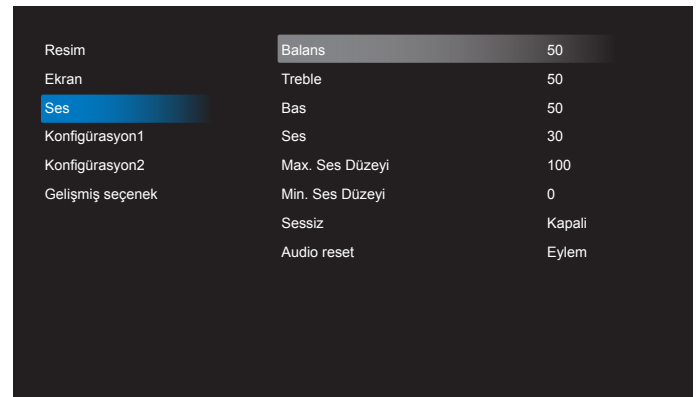 Resim
Ekran
Ses
Konfigürasyon1
Konfigürasyon2
Gelişmiş seçenek
Balans 50
Treble 50
Bas 50
Ses 30
Max. Ses Düzeyi 100
Min. Ses Düzeyi 0
Sessiz Kapali
Audio reset Eylem